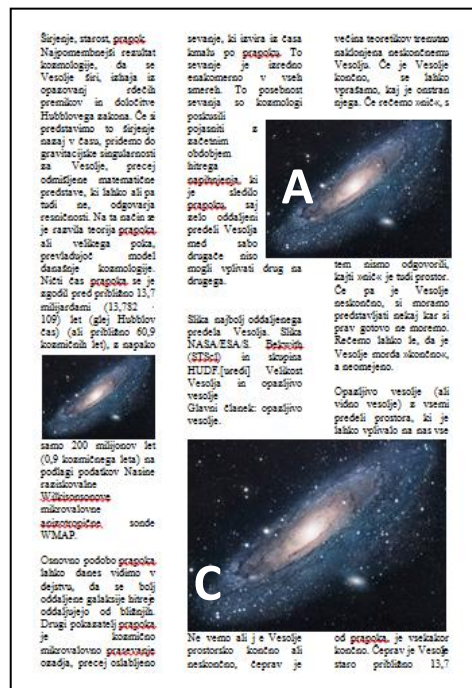 Širjenje, starost, prapok
Najpomembnejši rezultat
kozmologije, da se
Vesolje širi, izhaja iz
opazovanj rdečih
premikov in določitve
Hubblovega zakona. Če si
predstavimo to širjenje
nazaj v času, pridemo do
gravitacijske singularnosti
za Vesolje, precej
odmišljene matematične
predstave, ki lahko ali pa
tudi ne, odgovarja
resničnosti. Na ta način se
je razvila teorija prapoka
ali velikega poka,
prevladujoč model
današnje kozmologije.
Ničti čas prapoka se je
zgodil pred približno 13,7
milijardami (13,782 ·
109) let (glej Hubblov
čas) (ali približno 60,9
kozmičnih let), z napako
samo 200 milijonov let
(0,9 kozmičnega leta) na
podlagi podatkov Nasine
raziskovalne
Wilkinsonove
mikrovalovne
anizotropične sonde
WMAP.
Osnovno podobo prapoka
lahko danes vidimo v
dejstvu, da se bolj
oddaljene galaksije hitreje
oddaljujejo od bližnjih.
Drugi pokazatelj prapoka
je kozmično
mikrovalovno prasevanje
ozadja, precej oslabljeno
sevanje, ki izvira iz časa
kmalu po prapoku. To
sevanje je izredno
enakomerno v vseh
smereh. To posebnost
sevanja so kozmologi
poskusili
pojasniti z
začetnim
obdobjem
hitrega
napihnjenja, ki
je sledilo
prapoku, saj
zelo oddaljeni
predeli Vesolja
med sabo
drugače niso
mogli vplivati drug na
drugega.
Slika najbolj oddaljenega
predela Vesolja. Slika
NASA/ESA/S. Bekwith
(STScI) in skupina
HUDF.[uredi] Velikost
Vesolja in opazljivo
vesolje
Glavni članek: opazljivo
vesolje.
Ne vemo ali j e Vesolje
prostorsko končno ali
neskončno, čeprav je
večina teoretikov trenutno
naklonjena neskončnemu
Vesolju. Če je Vesolje
končno, se lahko
vprašamo, kaj je onstran
njega. Če rečemo »nič«, s
A
tem nismo odgovorili,
kajti »nič« je tudi prostor.
Če pa je Vesolje
neskončno, si moramo
predstavljati nekaj kar si
prav gotovo ne moremo.
Rečemo lahko le, da je
Vesolje morda »končno«,
a neomejeno.
Opazljivo vesolje (ali
vidno vesolje) z vsemi
predeli prostora, ki je
lahko vplivalo na nas vse
C
od prapoka, je vsekakor
končno. Čeprav je Vesolje
staro približno 13,7